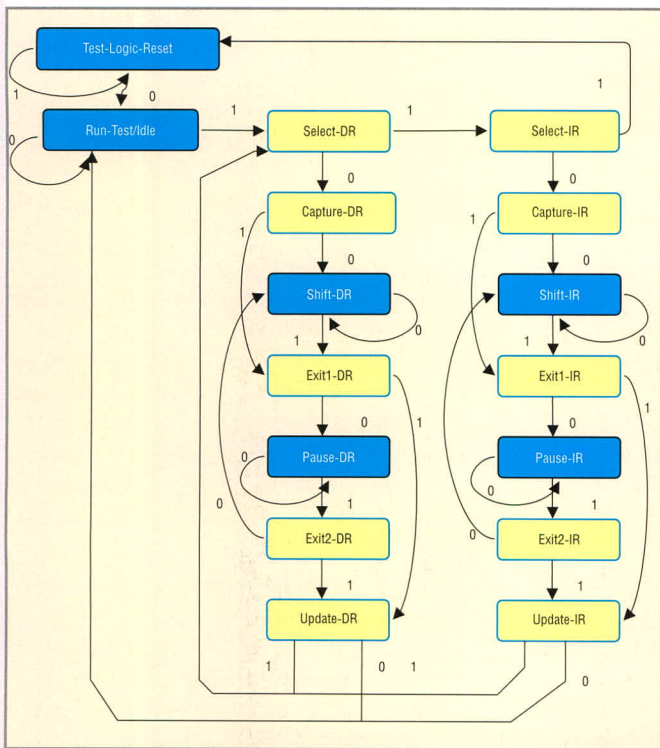 Test-Logic-Reset
1
0
1
Run-Test/Idle
0
1
Select-DR
1
Select-IR
0
0
Capture-DR
Capture-IR
1
1
0
0
Shift-DR
Shift-IR
0
0
1
1
Exit1-DR
Exit1-IR
1
1
0
0
Pause-DR
Pause-IR
0
0
1
1
0
0
Exit2-DR
Exit2-IR
1
1
Update-DR
Update-IR
1
0
1
0